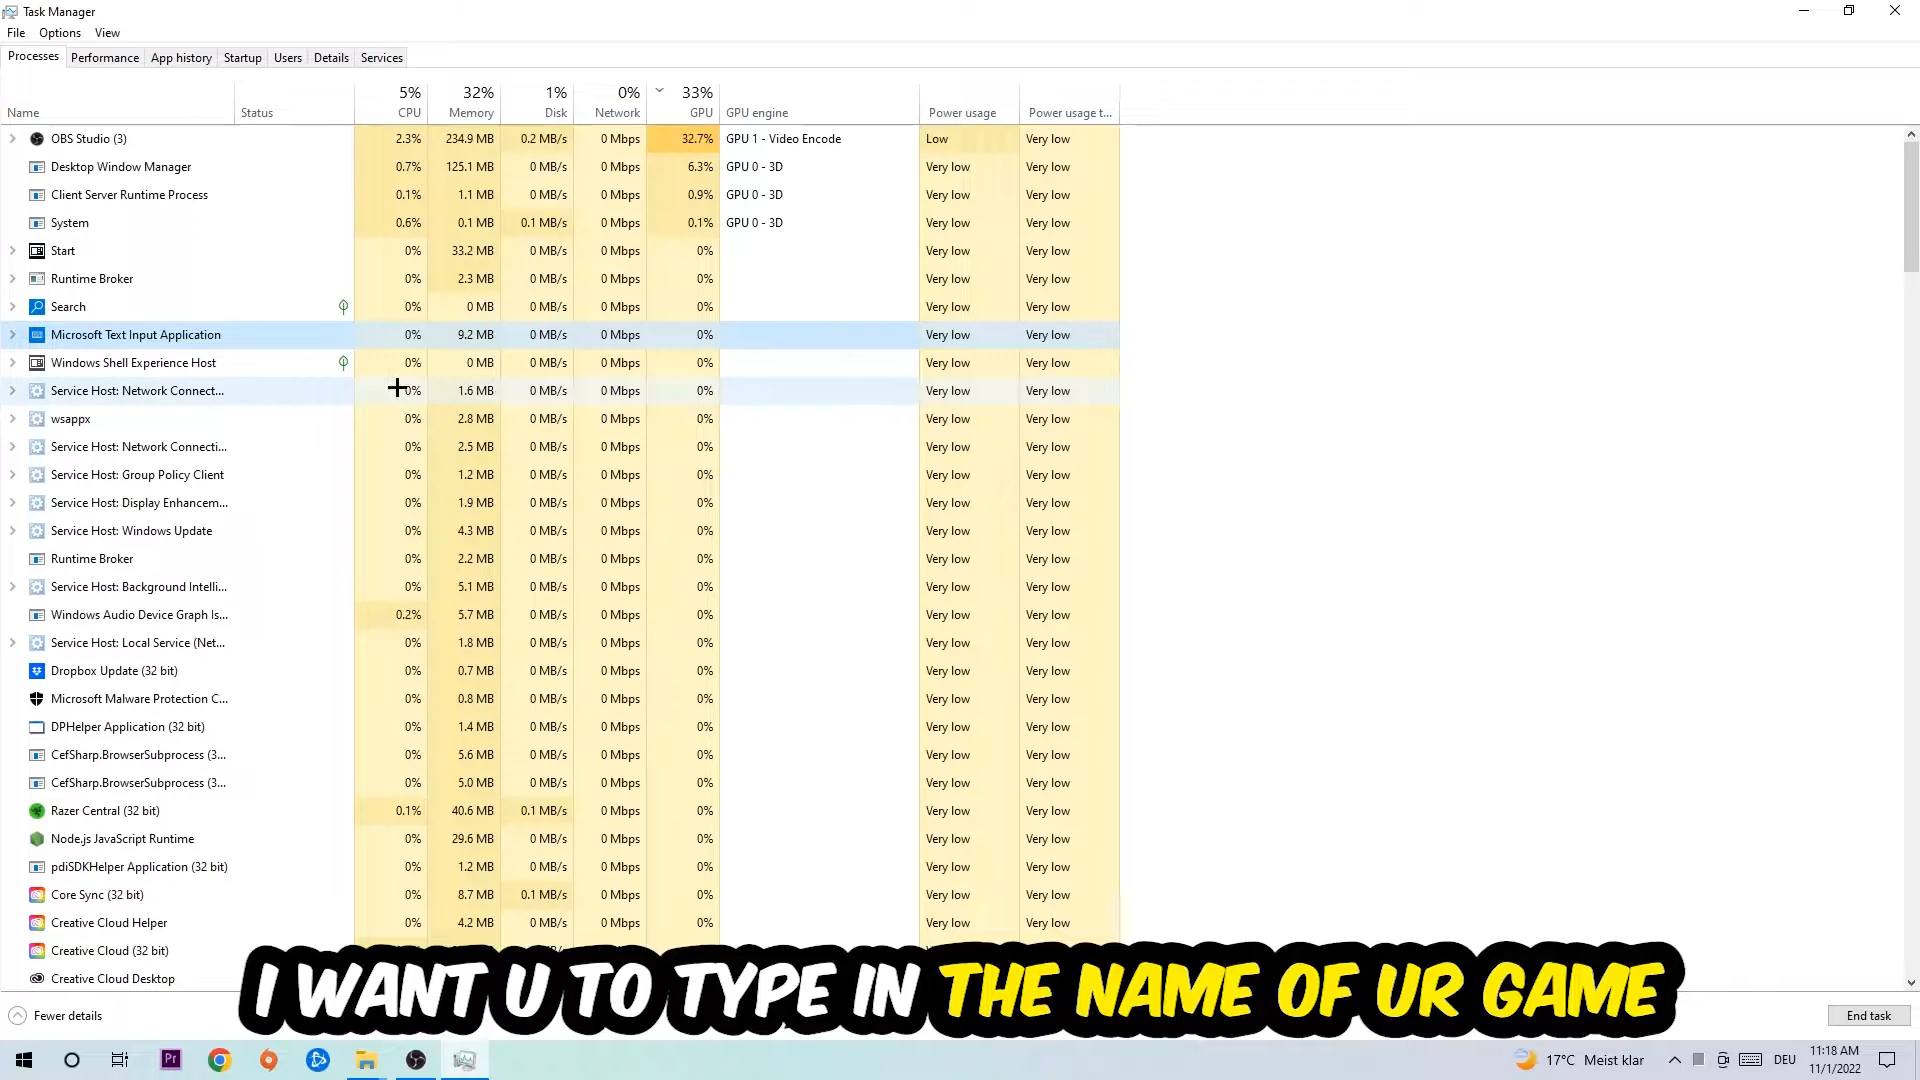 Task Manager
File Options View
Processes Performance App history Startup Users Details Services
5% 32% 1% 0% 33%
Name Status CPU Memory Disk Network GPU GPU engine Power usage Power usage t...
OBS Studio (3) 2.3% 234.9 MB 0.2 MB/s 0 Mbps 32.7% GPU 1 - Video Encode Low Very low
Desktop Window Manager 0.7% 125.1 MB 0 MB/s 0 Mbps 6.3% GPU 0 - 3D Very low Very low
Client Server Runtime Process 0.1% 1.1 MB 0 MB/s 0 Mbps 0.9% GPU 0 - 3D Very low Very low
System 0.6% 0.1 MB 0.1 MB/s 0 Mbps 0.1% GPU 0 - 3D Very low Very low
Start 0% 33.2 MB 0 MB/s 0 Mbps 0% Very low Very low
Runtime Broker 0% 2.3 MB 0 MB/s 0 Mbps 0% Very low Very low
Search 0% 0 MB 0 MB/s 0 Mbps 0% Very low Very low
Microsoft Text Input Application 0% 9.2 MB 0 MB/s 0 Mbps 0% Very low Very low
Windows Shell Experience Host 0% 0 MB 0 MB/s 0 Mbps 0% Very low Very low
Service Host: Network Connect... 0% 1.6 MB 0 MB/s 0 Mbps 0% Very low Very low
wsappx 0% 2.8 MB 0 MB/s 0 Mbps 0% Very low Very low
Service Host: Network Connecti... 0% 2.5 MB 0 MB/s 0 Mbps 0% Very low Very low
Service Host: Group Policy Client 0% 1.2 MB 0 MB/s 0 Mbps 0% Very low Very low
Service Host: Display Enhancem... 0% 1.9 MB 0 MB/s 0 Mbps 0% Very low Very low
Service Host: Windows Update 0% 4.3 MB 0 MB/s 0 Mbps 0% Very low Very low
Runtime Broker 0% 2.2 MB 0 MB/s 0 Mbps 0% Very low Very low
Service Host: Background Intelli... 0% 5.1 MB 0 MB/s 0 Mbps 0% Very low Very low
Windows Audio Device Graph Is... 0.2% 5.7 MB 0 MB/s 0 Mbps 0% Very low Very low
Service Host: Local Service (Net... 0% 1.8 MB 0 MB/s 0 Mbps 0% Very low Very low
Dropbox Update (32 bit) 0% 0.7 MB 0 MB/s 0 Mbps 0% Very low Very low
Microsoft Malware Protection C... 0% 0.8 MB 0 MB/s 0 Mbps 0% Very low Very low
DPHelper Application (32 bit) 0% 1.4 MB 0 MB/s 0 Mbps 0% Very low Very low
CefSharp.BrowserSubprocess (3... 0% 5.6 MB 0 MB/s 0 Mbps 0% Very low Very low
CefSharp.BrowserSubprocess (3... 0% 5.0 MB 0 MB/s 0 Mbps 0% Very low Very low
Razer Central (32 bit) 0.1% 40.6 MB 0.1 MB/s 0 Mbps 0% Very low Very low
Node.js JavaScript Runtime 0% 29.6 MB 0 MB/s 0 Mbps 0% Very low Very low
pdiSDKHelper Application (32 bit) 0% 1.2 MB 0 MB/s 0 Mbps 0% Very low Very low
Core Sync (32 bit) 0% 8.7 MB 0.1 MB/s 0 Mbps 0% Very low Very low
Creative Cloud Helper 0% 4.2 MB 0 MB/s 0 Mbps 0% Very low Very low
Creative Cloud (32 bit)
Creative Cloud Desktop
I WANT U TO TYPE IN THE NAME OF UR GAME
Fewer details End task
Pr 17°C Meist klar DEU 11:18 AM
11/1/2022